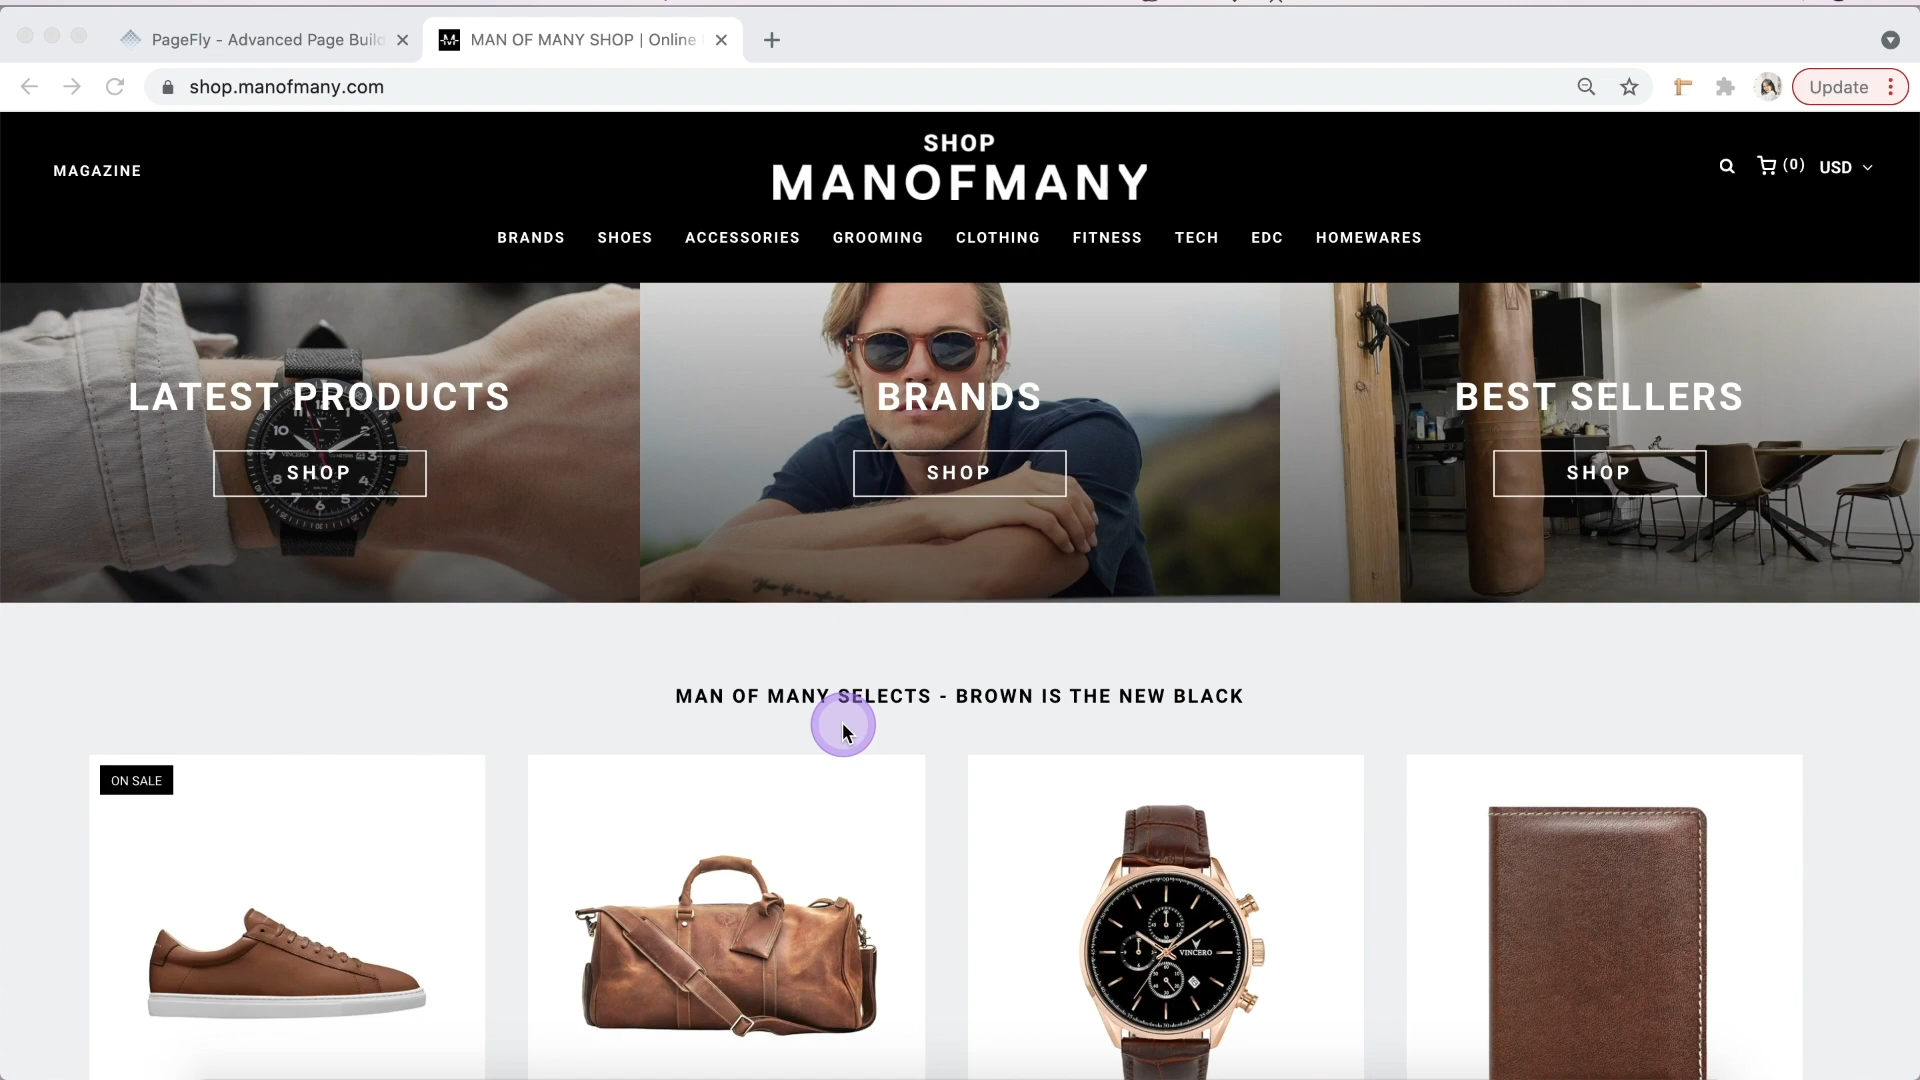 PageFly - Advanced Page Build
MAN OF MANY SHOP | Online
shop.manofmany.com
Update
MAGAZINE
SHOP
MANOFMANY
(0)
USD
BRANDS SHOES ACCESSORIES GROOMING CLOTHING FITNESS TECH EDC HOMEWARES
LATEST PRODUCTS
SHOP
BRANDS
SHOP
BEST SELLERS
SHOP
MAN OF MANY SELECTS - BROWN IS THE NEW BLACK
ON SALE
VINCERO